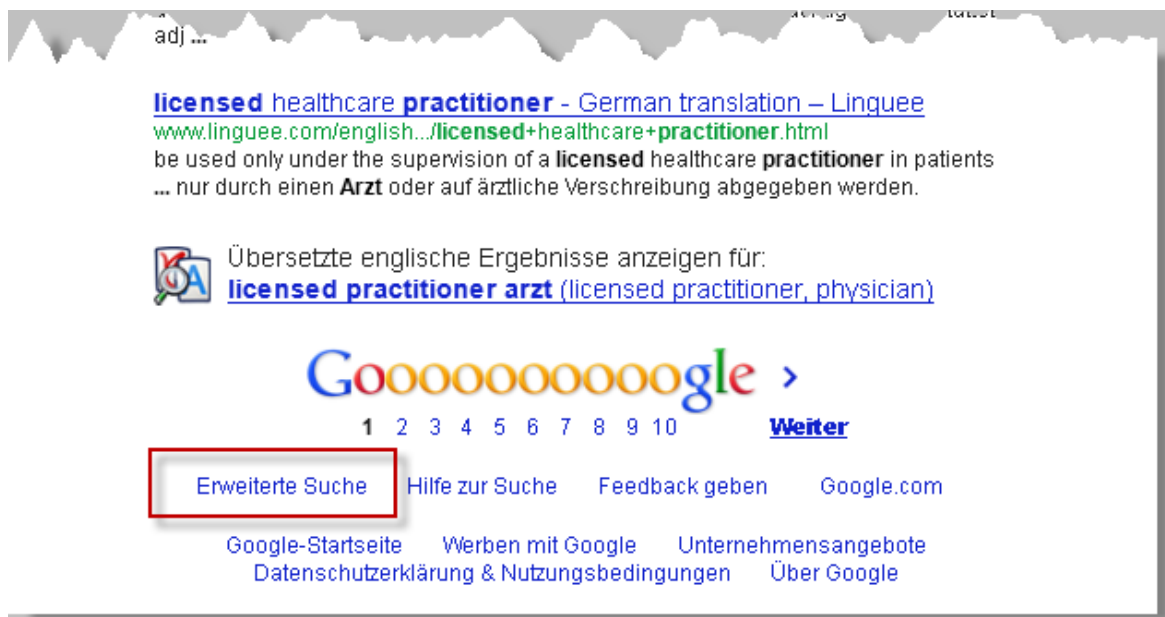 adj ...
licensed healthcare practitioner - German translation – Linguee
www.linguee.com/english.../licensed+healthcare+practitioner.html
be used only under the supervision of a licensed healthcare practitioner in patients
... nur durch einen Arzt oder auf ärztliche Verschreibung abgegeben werden.
Übersetzte englische Ergebnisse anzeigen für:
licensed practitioner arzt (licensed practitioner, physician)
Goooooooooogle >
1 2 3 4 5 6 7 8 9 10 Weiter
Erweiterte Suche Hilfe zur Suche Feedback geben Google.com
Google-Startseite Werben mit Google Unternehmensangebote
Datenschutzerklärung & Nutzungsbedingungen Über Google